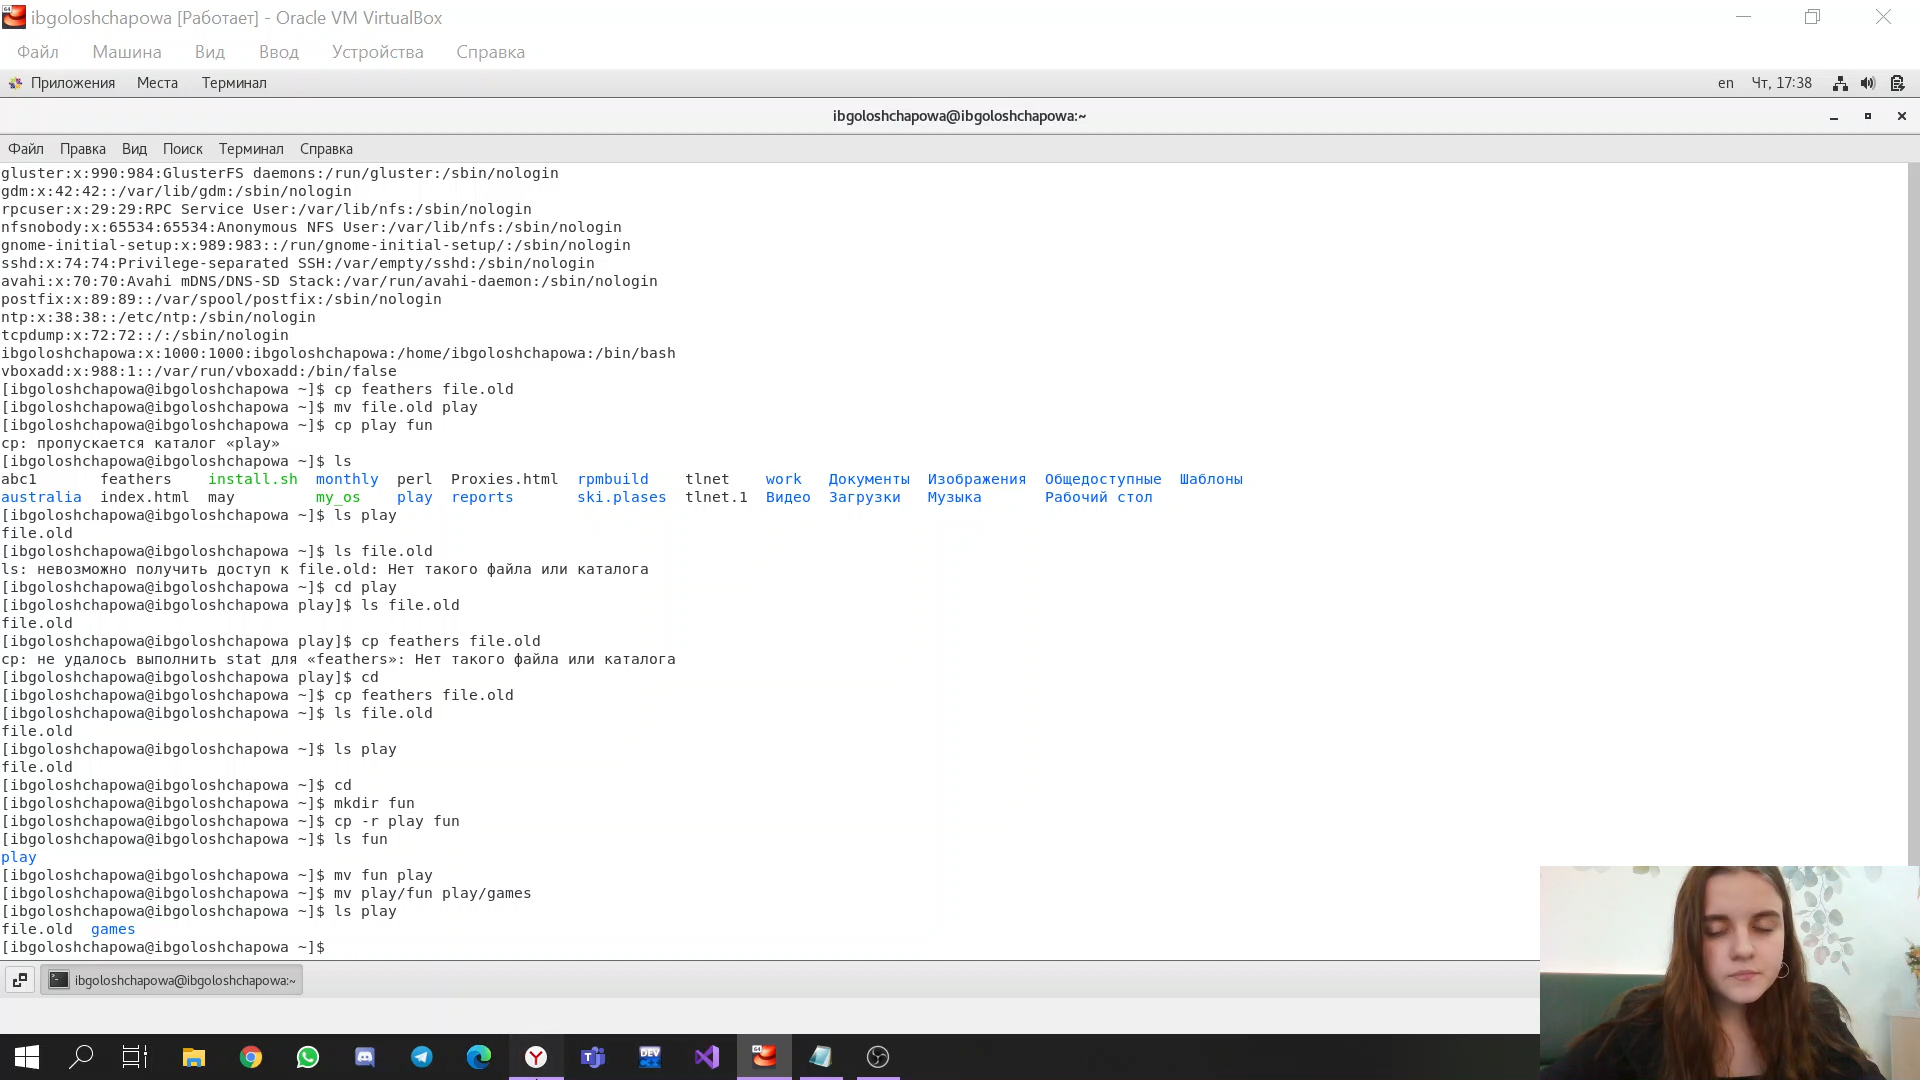 ibgoloshchapowa [Работает] - Oracle VM VirtualBox
Файл Машина Вид Ввод Устройства Справка
Приложения Места Терминал en Чт, 17:38
ibgoloshchapowa@ibgoloshchapowa:~
Файл Правка Вид Поиск Терминал Справка
gluster:x:990:984:GlusterFS daemons:/run/gluster:/sbin/nologin
gdm:x:42:42::/var/lib/gdm:/sbin/nologin
rpcuser:x:29:29:RPC Service User:/var/lib/nfs:/sbin/nologin
nfsnobody:x:65534:65534:Anonymous NFS User:/var/lib/nfs:/sbin/nologin
gnome-initial-setup:x:989:983::/run/gnome-initial-setup/:/sbin/nologin
sshd:x:74:74:Privilege-separated SSH:/var/empty/sshd:/sbin/nologin
avahi:x:70:70:Avahi mDNS/DNS-SD Stack:/var/run/avahi-daemon:/sbin/nologin
postfix:x:89:89::/var/spool/postfix:/sbin/nologin
ntp:x:38:38::/etc/ntp:/sbin/nologin
tcpdump:x:72:72::/:/sbin/nologin
ibgoloshchapowa:x:1000:1000:ibgoloshchapowa:/home/ibgoloshchapowa:/bin/bash
vboxadd:x:988:1::/var/run/vboxadd:/bin/false
[ibgoloshchapowa@ibgoloshchapowa ~]$ cp feathers file.old
[ibgoloshchapowa@ibgoloshchapowa ~]$ mv file.old play
[ibgoloshchapowa@ibgoloshchapowa ~]$ cp play fun
cp: пропускается каталог «play»
[ibgoloshchapowa@ibgoloshchapowa ~]$ ls
abc1 feathers install.sh monthly perl Proxies.html rpmbuild tlnet work Документы Изображения Общедоступные Шаблоны
australia index.html may my_os play reports ski.plases tlnet.1 Видео Загрузки Музыка Рабочий стол
[ibgoloshchapowa@ibgoloshchapowa ~]$ ls play
file.old
[ibgoloshchapowa@ibgoloshchapowa ~]$ ls file.old
ls: невозможно получить доступ к file.old: Нет такого файла или каталога
[ibgoloshchapowa@ibgoloshchapowa ~]$ cd play
[ibgoloshchapowa@ibgoloshchapowa play]$ ls file.old
file.old
[ibgoloshchapowa@ibgoloshchapowa play]$ cp feathers file.old
cp: не удалось выполнить stat для «feathers»: Нет такого файла или каталога
[ibgoloshchapowa@ibgoloshchapowa play]$ cd
[ibgoloshchapowa@ibgoloshchapowa ~]$ cp feathers file.old
[ibgoloshchapowa@ibgoloshchapowa ~]$ ls file.old
file.old
[ibgoloshchapowa@ibgoloshchapowa ~]$ ls play
file.old
[ibgoloshchapowa@ibgoloshchapowa ~]$ cd
[ibgoloshchapowa@ibgoloshchapowa ~]$ mkdir fun
[ibgoloshchapowa@ibgoloshchapowa ~]$ cp -r play fun
[ibgoloshchapowa@ibgoloshchapowa ~]$ ls fun
play
[ibgoloshchapowa@ibgoloshchapowa ~]$ mv fun play
[ibgoloshchapowa@ibgoloshchapowa ~]$ mv play/fun play/games
[ibgoloshchapowa@ibgoloshchapowa ~]$ ls play
file.old games
[ibgoloshchapowa@ibgoloshchapowa ~]$
ibgoloshchapowa@ibgoloshchapowa:~
DEV